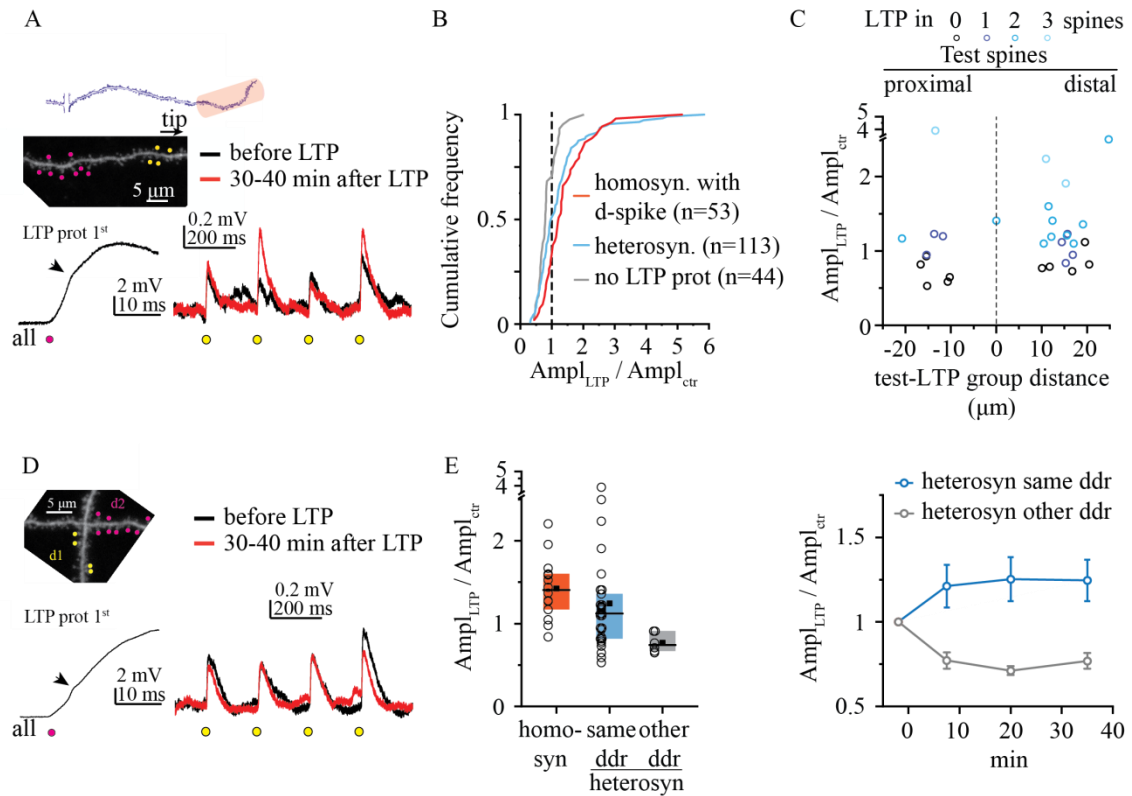 A
tip
5 μm
before LTP
30-40 min after LTP
LTP prot 1st
0.2 mV
200 ms
2 mV
10 ms
all
B
Cumulative frequency
1
0.5
0
0 1 2 3 4 5 6
AmplLTP / Amplctr
homosyn. with
d-spike (n=53)
heterosyn. (n=113)
no LTP prot (n=44)
C
LTP in 0 1 2 3 spines
Test spines
proximal distal
AmplLTP / Amplctr
5
4
2
1
0
-20 -10 0 10 20
test-LTP group distance
(μm)
D
5 μm
d2
d1
before LTP
30-40 min after LTP
LTP prot 1st
0.2 mV
200 ms
2 mV
10 ms
all
E
AmplLTP / Amplctr
5
4
2
1
0
homo- same other
syn ddr ddr
heterosyn
heterosyn same ddr
heterosyn other ddr
AmplLTP / Amplctr
1.5
1.25
1
0.75
0.5
0 10 20 30 40
min